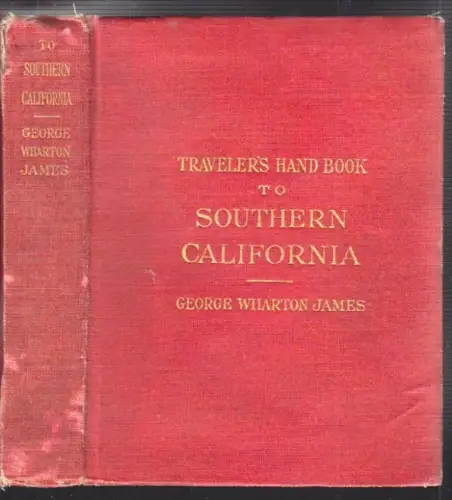 TO
SOUTHERN
CALIFORNIA
GEORGE
WHARTON
JAMES
TRAVELER'S HAND BOOK
TO
SOUTHERN
CALIFORNIA
GEORGE WHARTON JAMES